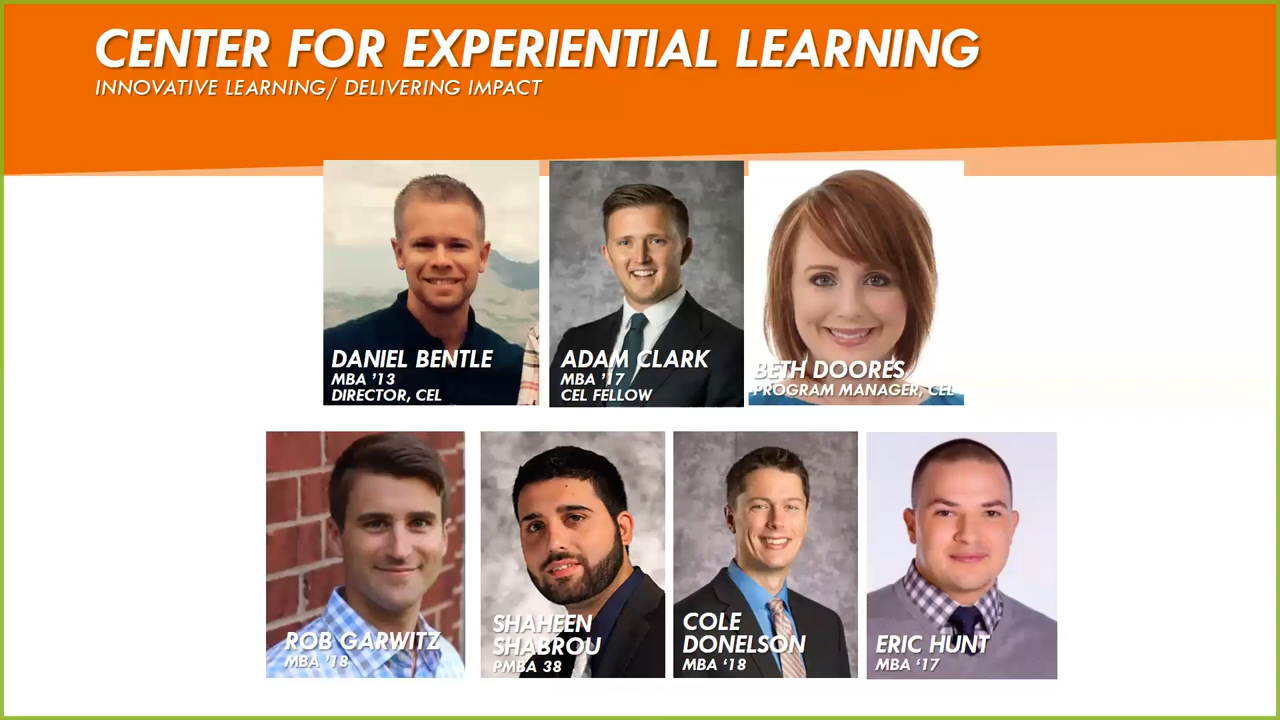 CENTER FOR EXPERIENTIAL LEARNING
INNOVATIVE LEARNING/ DELIVERING IMPACT
DANIEL BENTLE
MBA ’13
DIRECTOR, CEL
ADAM CLARK
MBA ’17
CEL FELLOW
BETH DOORES
PROGRAM MANAGER, CEL
ROB GARWITZ
MBA ‘18
SHAHEEN
SHABROU
PMBA 38
COLE
DONELSON
MBA ‘18
ERIC HUNT
MBA ‘17